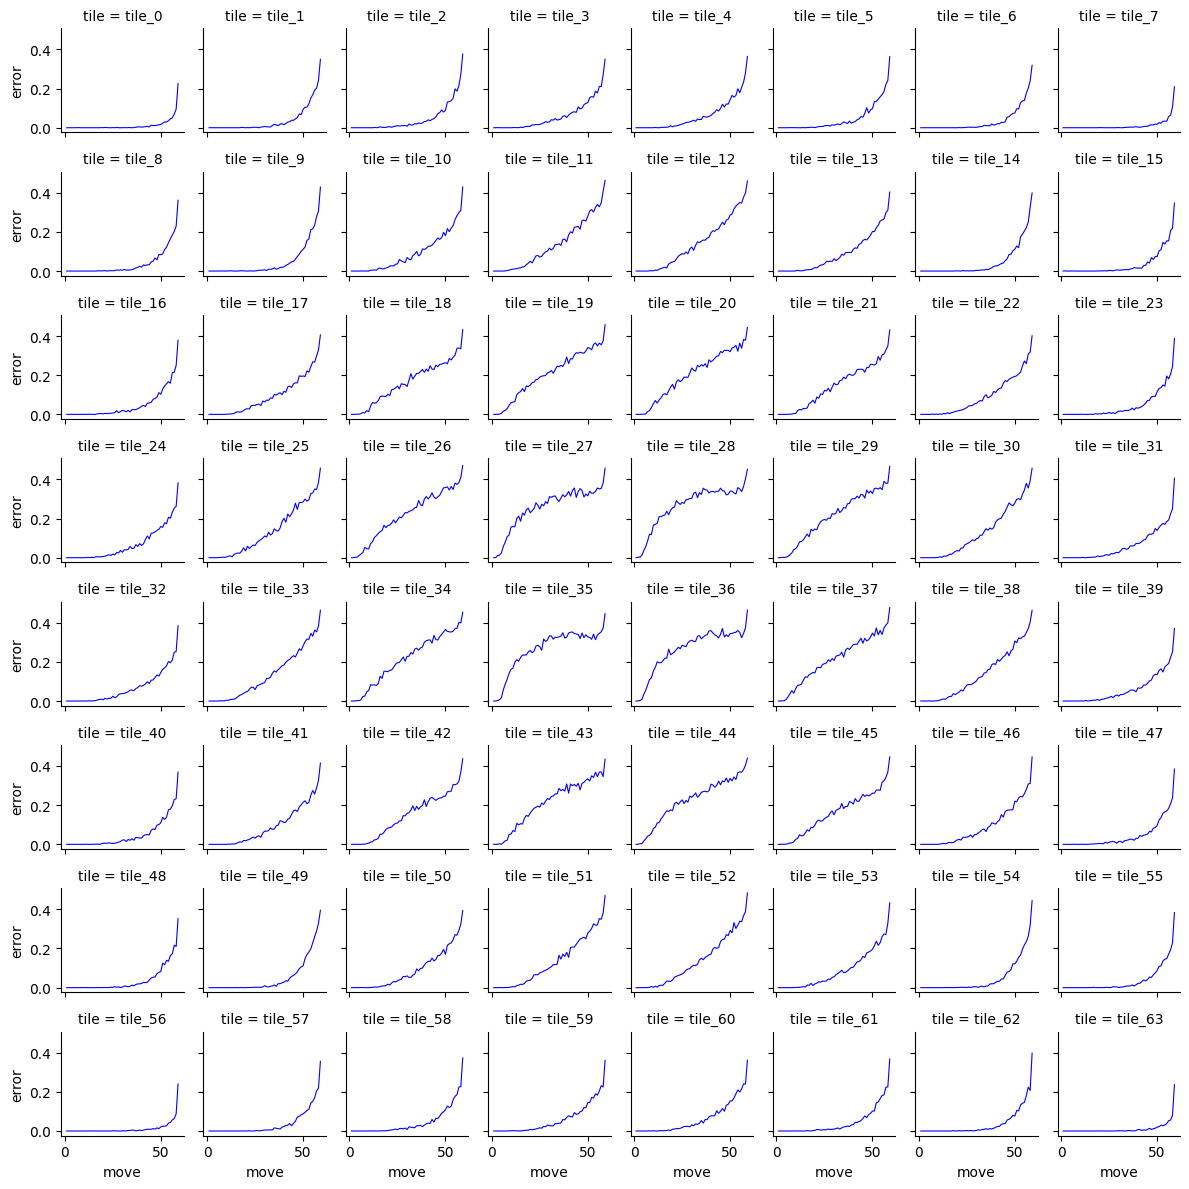 tile = tile_0 tile = tile_1 tile = tile_2 tile = tile_3 tile = tile_4 tile = tile_5 tile = tile_6 tile = tile_7
0.4
0.2
0.0
error
tile = tile_8 tile = tile_9 tile = tile_10 tile = tile_11 tile = tile_12 tile = tile_13 tile = tile_14 tile = tile_15
0.4
0.2
0.0
error
tile = tile_16 tile = tile_17 tile = tile_18 tile = tile_19 tile = tile_20 tile = tile_21 tile = tile_22 tile = tile_23
0.4
0.2
0.0
error
tile = tile_24 tile = tile_25 tile = tile_26 tile = tile_27 tile = tile_28 tile = tile_29 tile = tile_30 tile = tile_31
0.4
0.2
0.0
error
tile = tile_32 tile = tile_33 tile = tile_34 tile = tile_35 tile = tile_36 tile = tile_37 tile = tile_38 tile = tile_39
0.4
0.2
0.0
error
tile = tile_40 tile = tile_41 tile = tile_42 tile = tile_43 tile = tile_44 tile = tile_45 tile = tile_46 tile = tile_47
0.4
0.2
0.0
error
tile = tile_48 tile = tile_49 tile = tile_50 tile = tile_51 tile = tile_52 tile = tile_53 tile = tile_54 tile = tile_55
0.4
0.2
0.0
error
tile = tile_56 tile = tile_57 tile = tile_58 tile = tile_59 tile = tile_60 tile = tile_61 tile = tile_62 tile = tile_63
0.4
0.2
0.0
error
0 50 0 50 0 50 0 50 0 50 0 50 0 50 0 50
move move move move move move move move